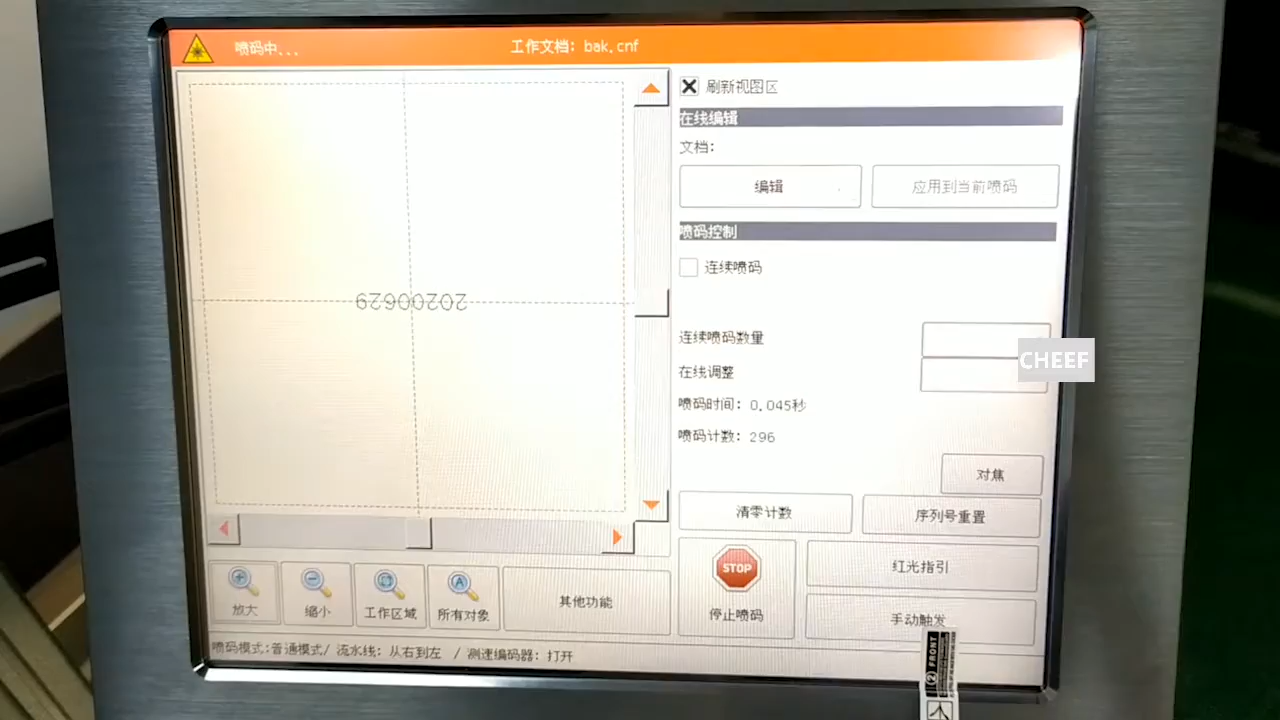 喷码中...
工作文档: bak.cnf
刷新视图区
在线编辑
文档:
编辑
应用到当前喷码
喷码控制
连续喷码
20200629
连续喷码数量
CHEEF
在线调整
喷码时间: 0.045秒
喷码计数: 296
对焦
清零计数
序列号重置
STOP
停止喷码
红光指引
手动触发
放大
缩小
工作区域
A
所有对象
其他功能
喷码模式:普通模式/ 流水线: 从右到左 / 测速编码器: 打开
② FRONT